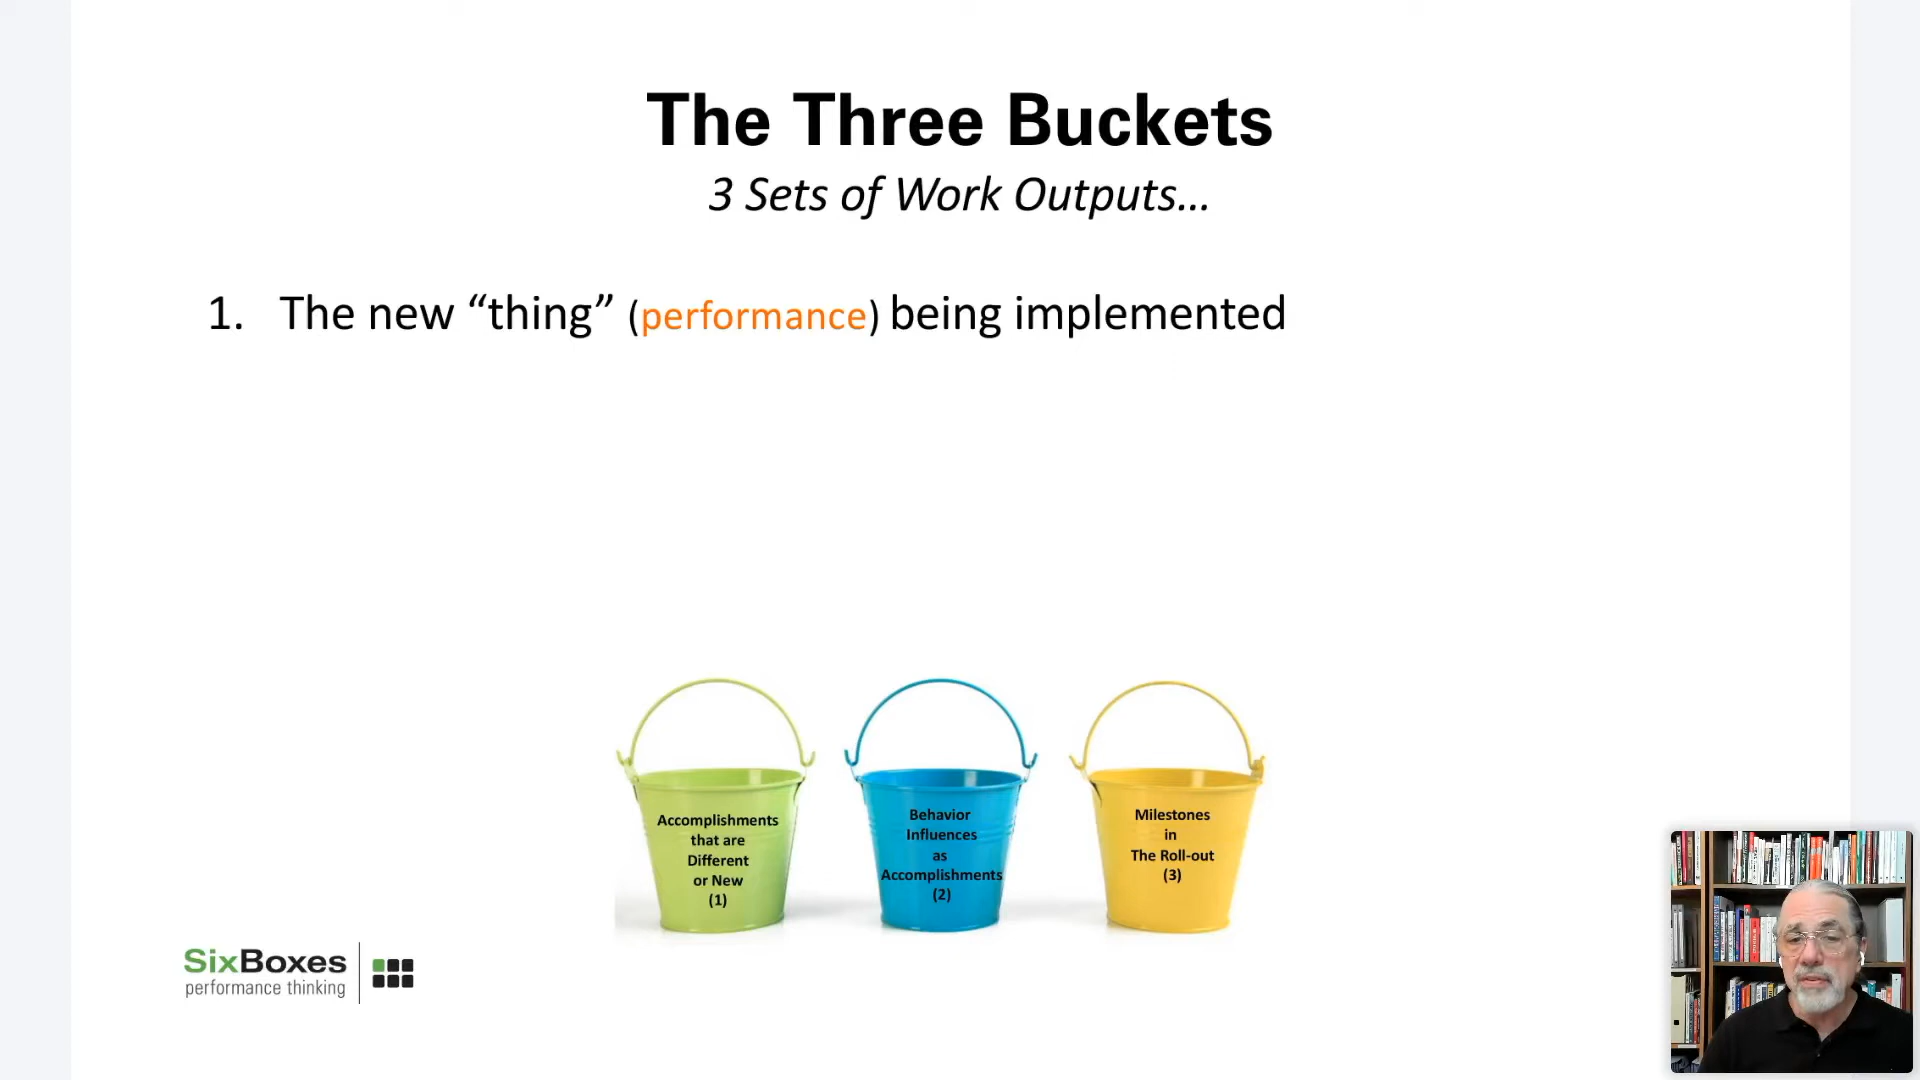 The Three Buckets
3 Sets of Work Outputs...
1. The new “thing” (performance) being implemented
Accomplishments
that are
Different
or New
(1)
Behavior
Influences
as
Accomplishments
(2)
Milestones
in
The Roll-out
(3)
SixBoxes
performance thinking